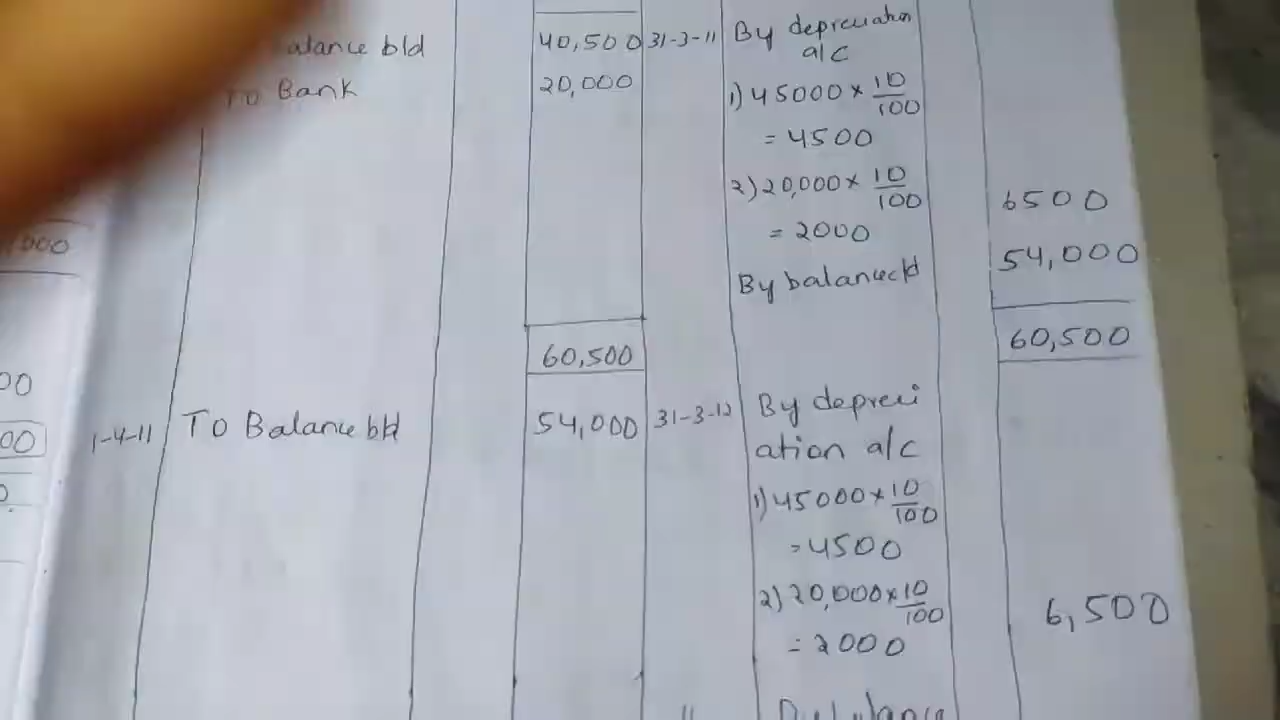 alance b|d 40,500 31-3-11 By depreciation
a/c
To Bank 20,000 1) 45000 × 10/100
= 4500
2) 20,000 × 10/100 6500
= 2000
,000 54,000
By balance c|d
60,500 60,500
00
1-4-11 To Balance b|d 54,000 31-3-12 By depreci
00 ation a/c
1) 45000 × 10/100
= 4500
2) 20,000 × 10/100 6,500
= 2000